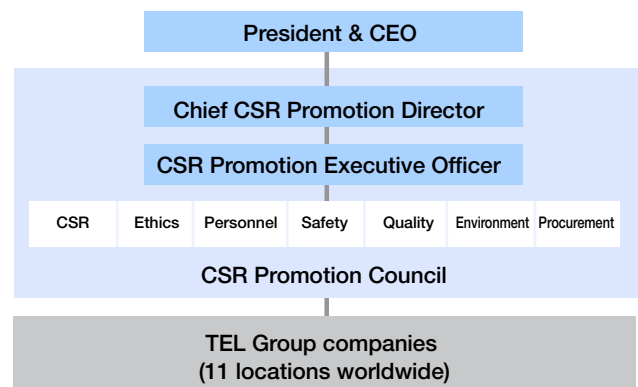 President & CEO
Chief CSR Promotion Director
CSR Promotion Executive Officer
CSR Ethics Personnel Safety Quality Environment Procurement
CSR Promotion Council
TEL Group companies
(11 locations worldwide)